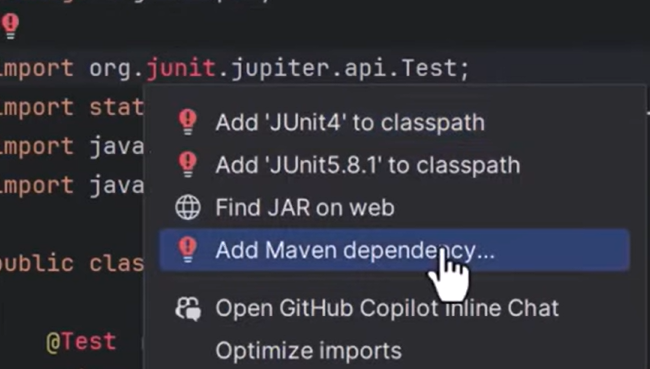 import org.junit.jupiter.api.Test;
import stat
import java
import java
public clas
@Test
Add 'JUnit4' to classpath
Add 'JUnit5.8.1' to classpath
Find JAR on web
Add Maven dependency...
Open GitHub Copilot Inline Chat
Optimize imports